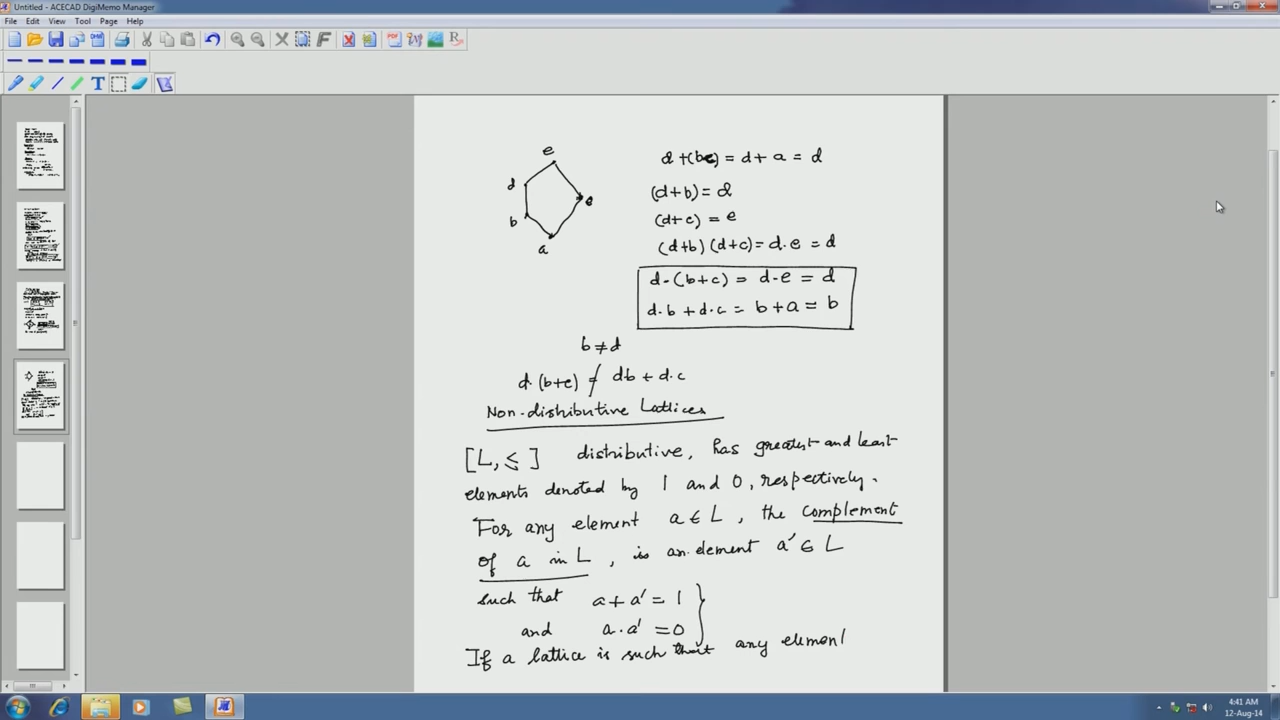 Untitled - ACECAD DigiMemo Manager
File Edit View Tool Page Help
e
d
b
a
d+(bc) = d+a = d
(d+b) = d
(d+c) = e
(d+b) (d+c) = d·e = d
d·(b+c) = d·e = d
d·b + d·c = b+a = b
b ≠ d
d·(b+c) ≠ db + d·c
Non-distributive Lattices
[L, ≤] distributive, has greatest and least
elements denoted by 1 and 0, respectively.
For any element a ∈ L, the complement
of a in L, is an element a' ∈ L
such that a + a' = 1
and a · a' = 0
If a lattice is such that any element
4:41 AM
12-Aug-14